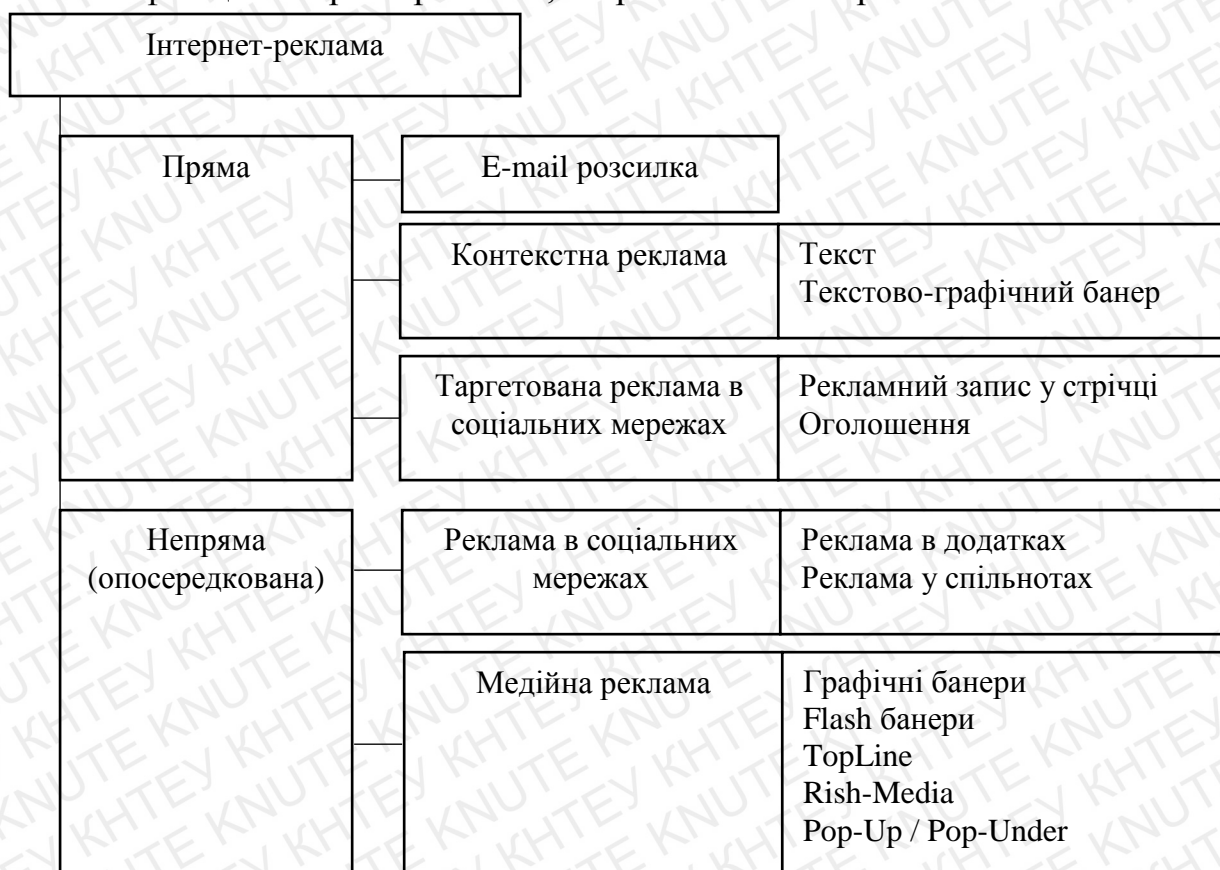 Інтернет-реклама
Пряма
E-mail розсилка
Контекстна реклама
Текст
Текстово-графічний банер
Таргетована реклама в
соціальних мережах
Рекламний запис у стрічці
Оголошення
Непряма
(опосередкована)
Реклама в соціальних
мережах
Реклама в додатках
Реклама у спільнотах
Медійна реклама
Графічні банери
Flash банери
TopLine
Rish-Media
Pop-Up / Pop-Under